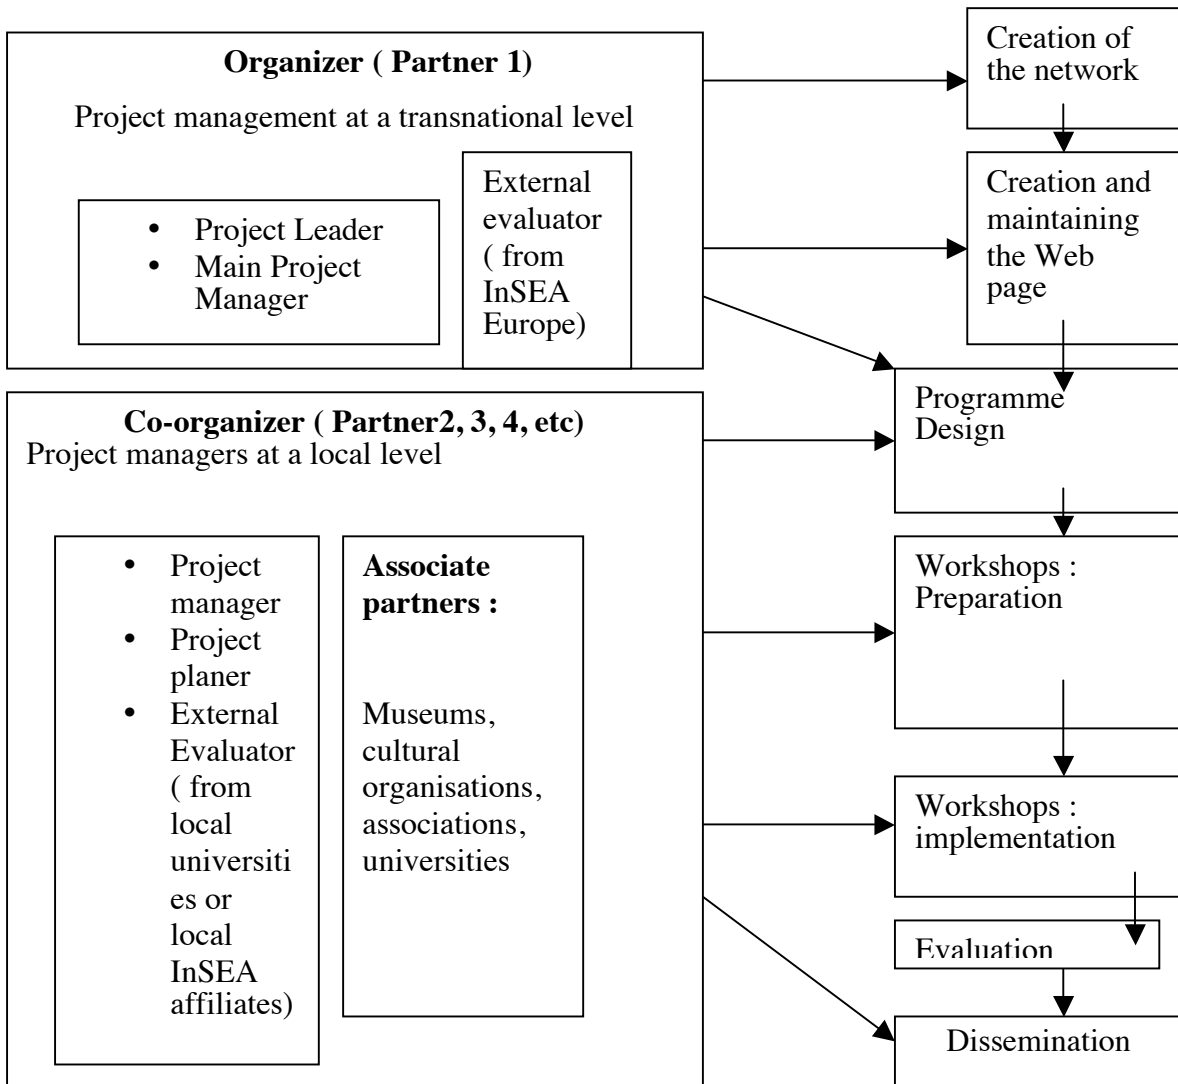 Organizer ( Partner 1)
Project management at a transnational level
• Project Leader
• Main Project
Manager
External
evaluator
( from
InSEA
Europe)
Co-organizer ( Partner2, 3, 4, etc)
Project managers at a local level
• Project
manager
• Project
planer
• External
Evaluator
( from
local
universiti
es or
local
InSEA
affiliates)
Associate
partners :
Museums,
cultural
organisations,
associations,
universities
Creation of
the network
Creation and
maintaining
the Web
page
Programme
Design
Workshops :
Preparation
Workshops :
implementation
Evaluation
Dissemination